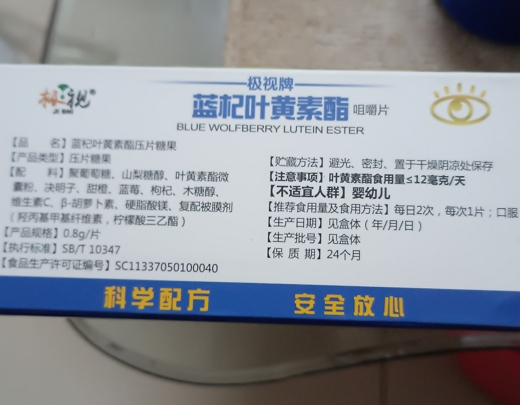 极视
JI SHI
极视牌
蓝杞叶黄素酯 咀嚼片
BLUE WOLFBERRY LUTEIN ESTER
【品 名】蓝杞叶黄素酯压片糖果
【产品类型】压片糖果
【配 料】聚葡萄糖、山梨糖醇、叶黄素酯微
囊粉、决明子、甜橙、蓝莓、枸杞、木糖醇、
维生素C、β-胡萝卜素、硬脂酸镁、复配被膜剂
（羟丙基甲基纤维素，柠檬酸三乙酯）
【产品规格】0.8g/片
【执行标准】SB/T 10347
【食品生产许可证编号】SC11337050100040
【贮藏方法】避光、密封、置于干燥阴凉处保存
【注意事项】叶黄素酯食用量≤12毫克/天
【不适宜人群】婴幼儿
【推荐食用量及食用方法】每日2次，每次1片；口服
【生产日期】见盒体（年/月/日）
【生产批号】见盒体
【保 质 期】24个月
科学配方 安全放心